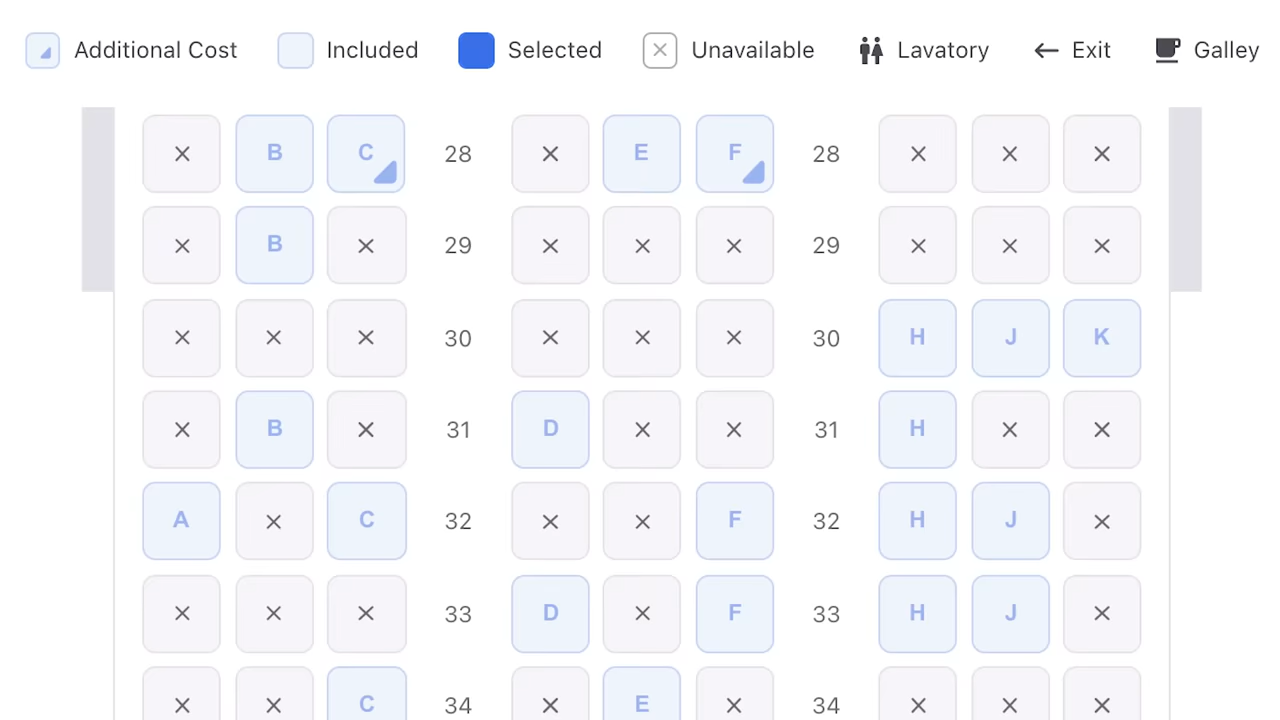 Additional Cost Included Selected Unavailable Lavatory Exit Galley
B C 28 E F 28
B 29 29
30 30 H J K
B 31 D 31 H
A C 32 F 32 H J
33 D F 33 H J
C 34 E 34